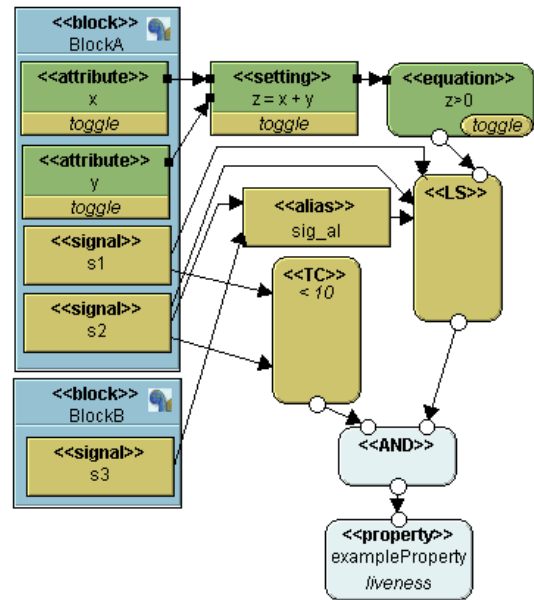 <<block>>
BlockA
<<attribute>>
x
toggle
<<setting>>
z = x + y
toggle
<<equation>>
z>0
toggle
<<attribute>>
y
toggle
<<LS>>
<<alias>>
sig_al
<<signal>>
s1
<<TC>>
< 10
<<signal>>
s2
<<block>>
BlockB
<<signal>>
s3
<<AND>>
<<property>>
exampleProperty
liveness